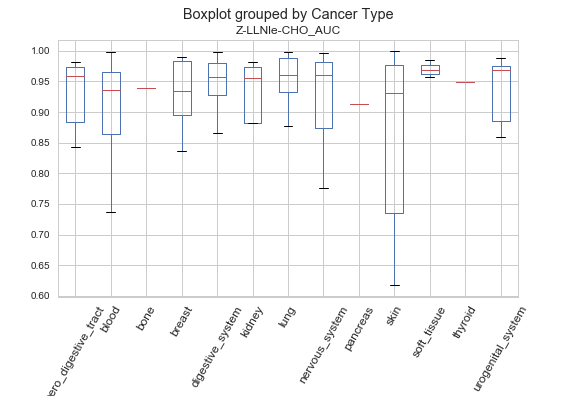 Boxplot grouped by Cancer Type
Z-LLNle-CHO_AUC
1.00
0.95
0.90
0.85
0.80
0.75
0.70
0.65
0.60
blood
bone
breast
digestive_system
kidney
lung
nervous_system
pancreas
skin
soft_tissue
thyroid
urogenital_system